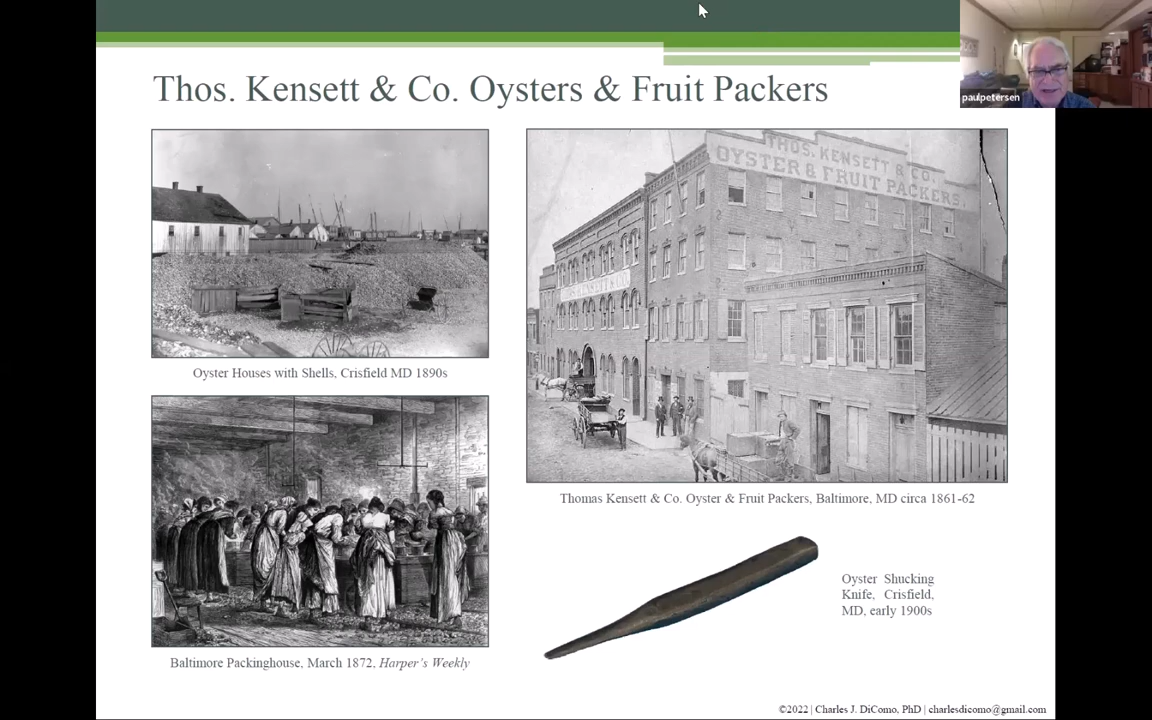 paulpetersen
Thos. Kensett & Co. Oysters & Fruit Packers
THOS. KENSETT & CO.
OYSTER & FRUIT PACKERS.
Oyster Houses with Shells, Crisfield MD 1890s
Thomas Kensett & Co. Oyster & Fruit Packers, Baltimore, MD circa 1861-62
Baltimore Packinghouse, March 1872, Harper's Weekly
Oyster Shucking
Knife, Crisfield,
MD, early 1900s
©2022 | Charles J. DiComo, PhD | charlesdicomo@gmail.com